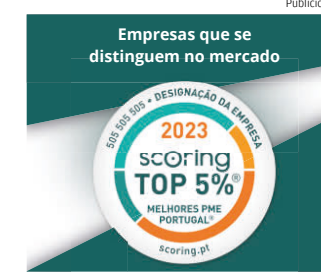 Publicid
Empresas que se
distinguem no mercado
505 505 505 • DESIGNAÇÃO DA EMPRESA
2023
scoring
TOP 5%®
MELHORES PME
PORTUGAL®
scoring.pt